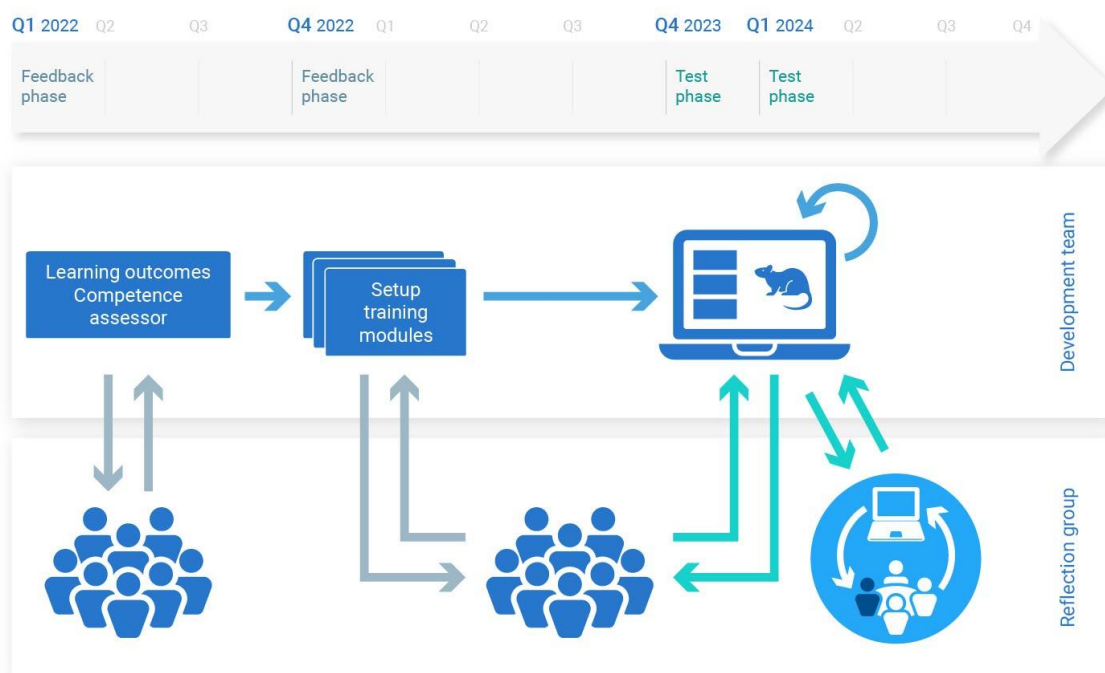 Q1 2022 Q2 Q3 Q4 2022 Q1 Q2 Q3 Q4 2023 Q1 2024 Q2 Q3 Q4
Feedback
phase
Feedback
phase
Test
phase
Test
phase
Learning outcomes
Competence
assessor
Setup
training
modules
Development team
Reflection group